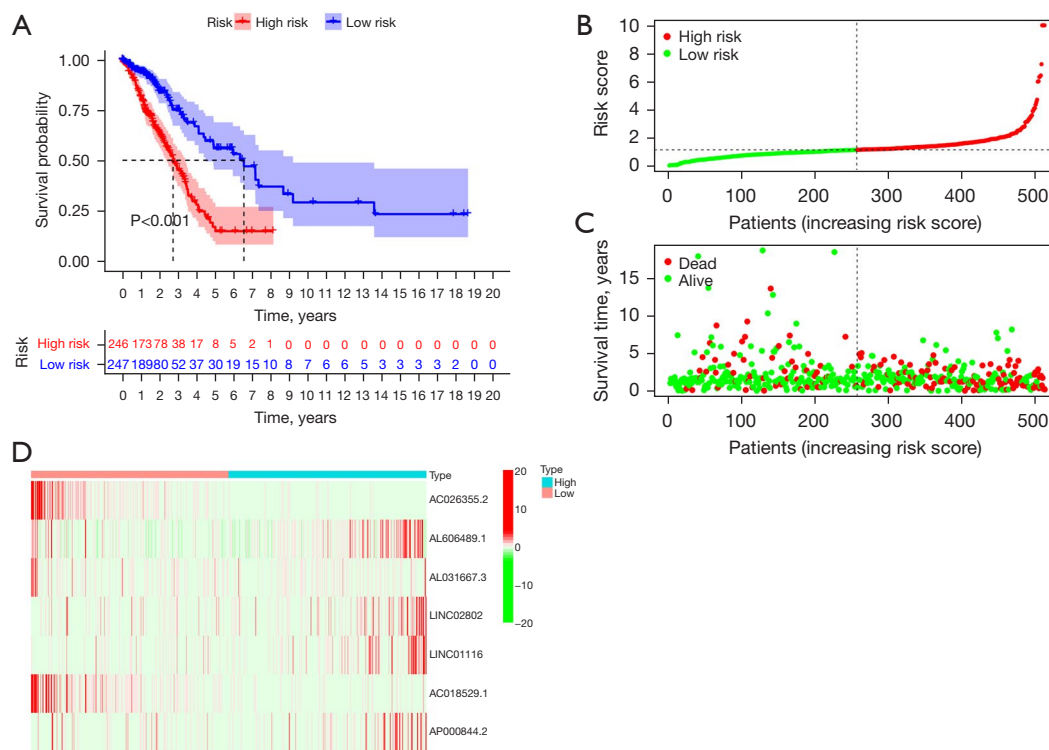 A
Risk High risk Low risk
Survival probability
1.00
0.75
0.50
0.25
0.00
P<0.001
0 1 2 3 4 5 6 7 8 9 10 11 12 13 14 15 16 17 18 19 20
Time, years
Risk
High risk 246 173 78 38 17 8 5 2 1 0 0 0 0 0 0 0 0 0 0 0 0
Low risk 247 189 80 52 37 30 19 15 10 8 7 6 6 5 3 3 3 3 2 0 0
0 1 2 3 4 5 6 7 8 9 10 11 12 13 14 15 16 17 18 19 20
Time, years
B
High risk
Low risk
Risk score
10
8
6
4
2
0
0 100 200 300 400 500
Patients (increasing risk score)
C
Dead
Alive
Survival time, years
15
10
5
0
0 100 200 300 400 500
Patients (increasing risk score)
D
Type
AC026355.2
AL606489.1
AL031667.3
LINC02802
LINC01116
AC018529.1
AP000844.2
20
10
0
−10
−20
Type
High
Low